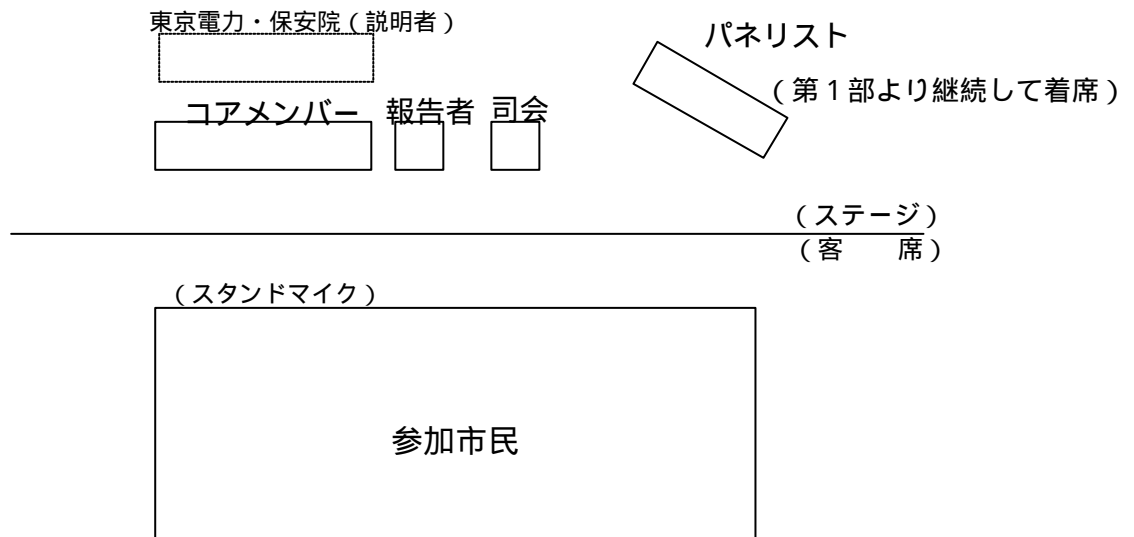 東京電力・保安院(説明者)
パネリスト
(第1部より継続して着席)
コアメンバー 報告者 司会
(ステージ)
(客 席)
(スタンドマイク)
参加市民